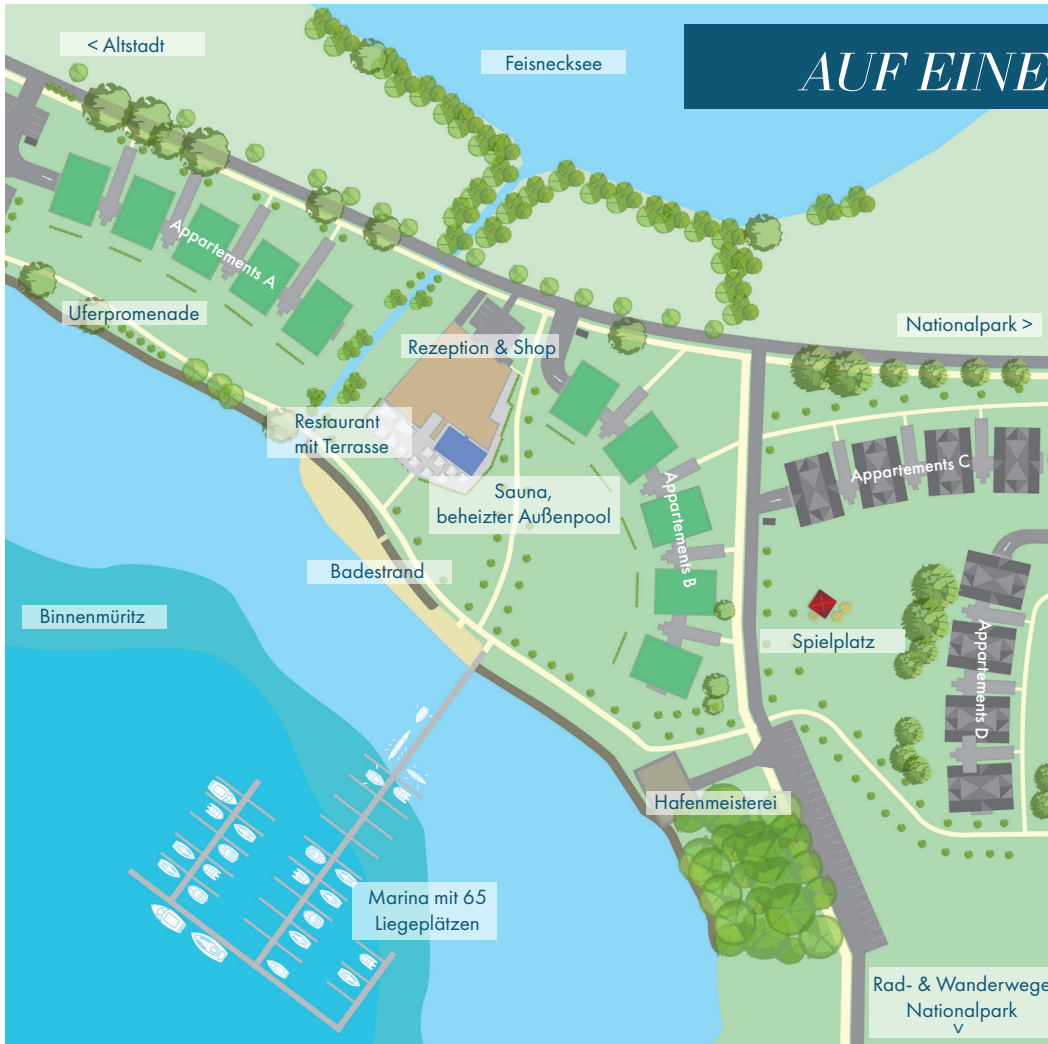 < Altstadt
Feisnecksee
AUF EINE
Appartements A
Uferpromenade
Nationalpark >
Rezeption & Shop
Restaurant
mit Terrasse
Appartements C
Sauna,
beheizter Außenpool
Appartements B
Badestrand
Binnenmüritz
Spielplatz
Appartements D
Hafenmeisterei
Marina mit 65
Liegeplätzen
Rad- & Wanderwege
Nationalpark
>